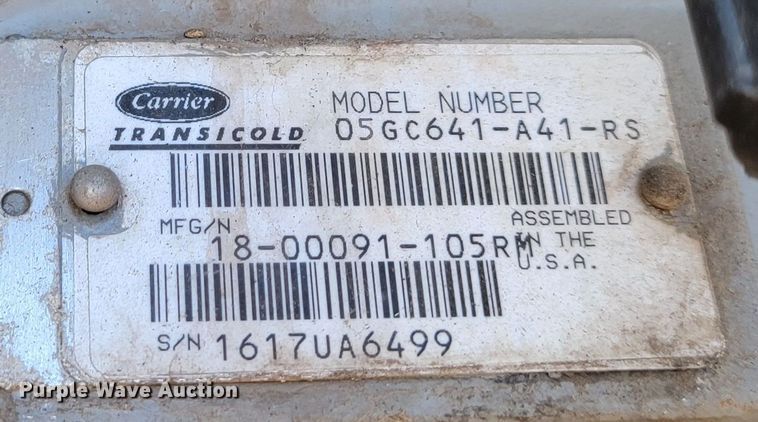 Carrier
TRANSICOLD
MODEL NUMBER
05GC641-A41-RS
MFG/N
18-00091-105RM
ASSEMBLED
IN THE
U.S.A.
S/N 1617UA6499
Purple Wave Auction